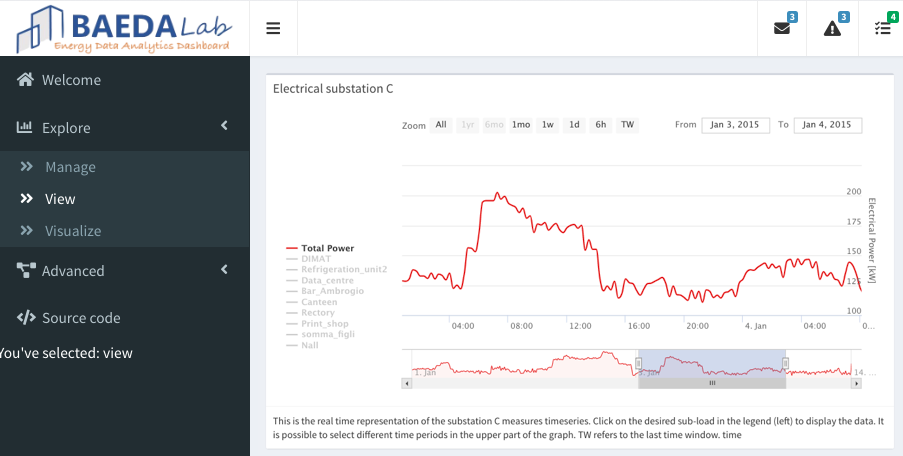 BAEDA Lab
Energy Data Analytics Dashboard
3
3
4
Welcome
Explore
Manage
View
Visualize
Advanced
Source code
You've selected: view
Electrical substation C
Zoom All 1yr 6mo 1mo 1w 1d 6h TW From Jan 3, 2015 To Jan 4, 2015
Total Power
DIMAT
Refrigeration_unit2
Data_centre
Bar_Ambrogio
Canteen
Rectory
Print_shop
somma_figli
Nall
200
175
150
125
100
Electrical Power [kW]
04:00 08:00 12:00 16:00 20:00 4. Jan 04:00 0…
1. Jan 3. Jan 14. …
This is the real time representation of the substation C measures timeseries. Click on the desired sub-load in the legend (left) to display the data. It
is possible to select different time periods in the upper part of the graph. TW refers to the last time window. time